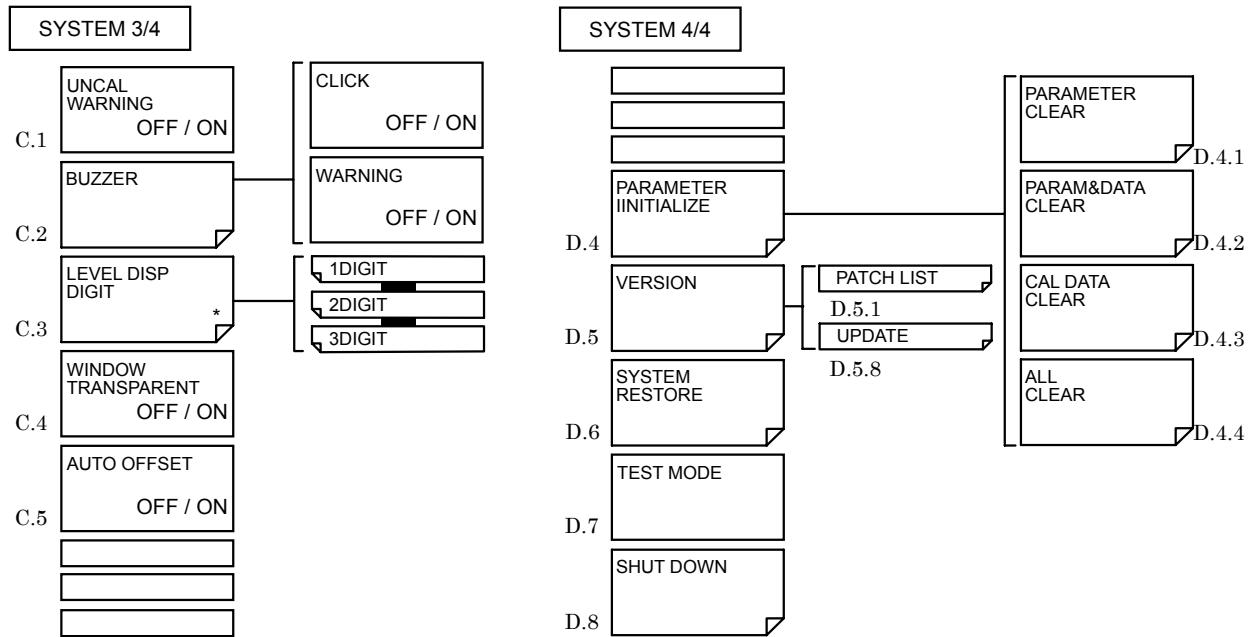 SYSTEM 3/4
UNCAL
WARNING
OFF / ON
C.1
BUZZER
C.2
CLICK
OFF / ON
WARNING
OFF / ON
LEVEL DISP
DIGIT
*
C.3
1DIGIT
2DIGIT
3DIGIT
WINDOW
TRANSPARENT
OFF / ON
C.4
AUTO OFFSET
OFF / ON
C.5
SYSTEM 4/4
PARAMETER
IINITIALIZE
D.4
PARAMETER
CLEAR
D.4.1
PARAM&DATA
CLEAR
D.4.2
CAL DATA
CLEAR
D.4.3
ALL
CLEAR
D.4.4
VERSION
D.5
PATCH LIST
D.5.1
UPDATE
D.5.8
SYSTEM
RESTORE
D.6
TEST MODE
D.7
SHUT DOWN
D.8